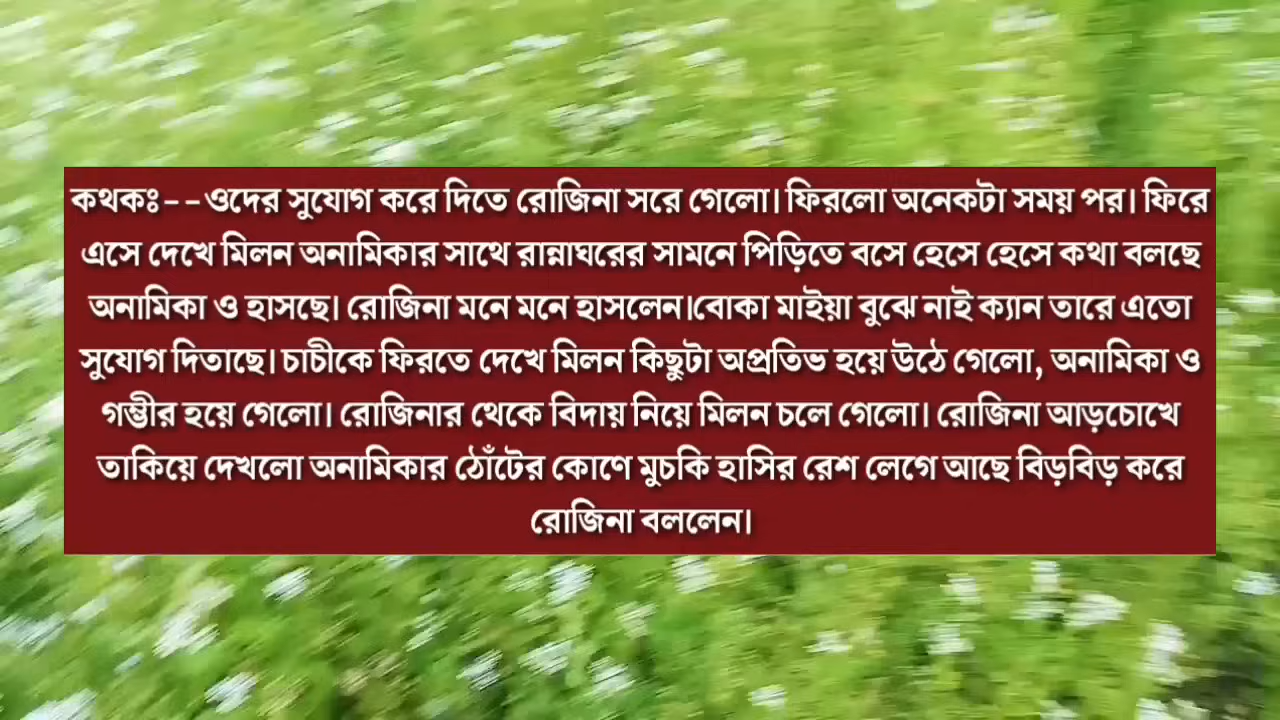 কথকঃ--ওদের সুযোগ করে দিতে রোজিনা সরে গেলো। ফিরলো অনেকটা সময় পর। ফিরে
এসে দেখে মিলন অনামিকার সাথে রান্নাঘরের সামনে পিড়িতে বসে হেসে হেসে কথা বলছে
অনামিকা ও হাসছে। রোজিনা মনে মনে হাসলেন।বোকা মাইয়া বুঝে নাই ক্যান তারে এতো
সুযোগ দিতাছে। চাচীকে ফিরতে দেখে মিলন কিছুটা অপ্রতিভ হয়ে উঠে গেলো, অনামিকা ও
গম্ভীর হয়ে গেলো। রোজিনার থেকে বিদায় নিয়ে মিলন চলে গেলো। রোজিনা আড়চোখে
তাকিয়ে দেখলো অনামিকার ঠোঁটের কোণে মুচকি হাসির রেশ লেগে আছে বিড়বিড় করে
রোজিনা বললেন।